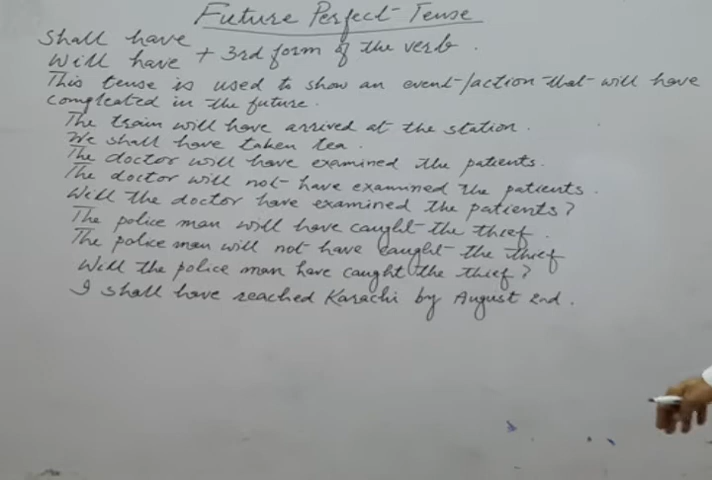 Future Perfect Tense
Shall have
Will have + 3rd form of the verb.
This tense is used to show an event/action that will have
compleated in the future.
The train will have arrived at the station.
We shall have taken tea.
The doctor will have examined the patients.
The doctor will not have examined the patients.
Will the doctor have examined the patients?
The police man will have caught the thief.
The police man will not have caught the thief
Will the police man have caught the thief?
I shall have reached Karachi by August 2nd.